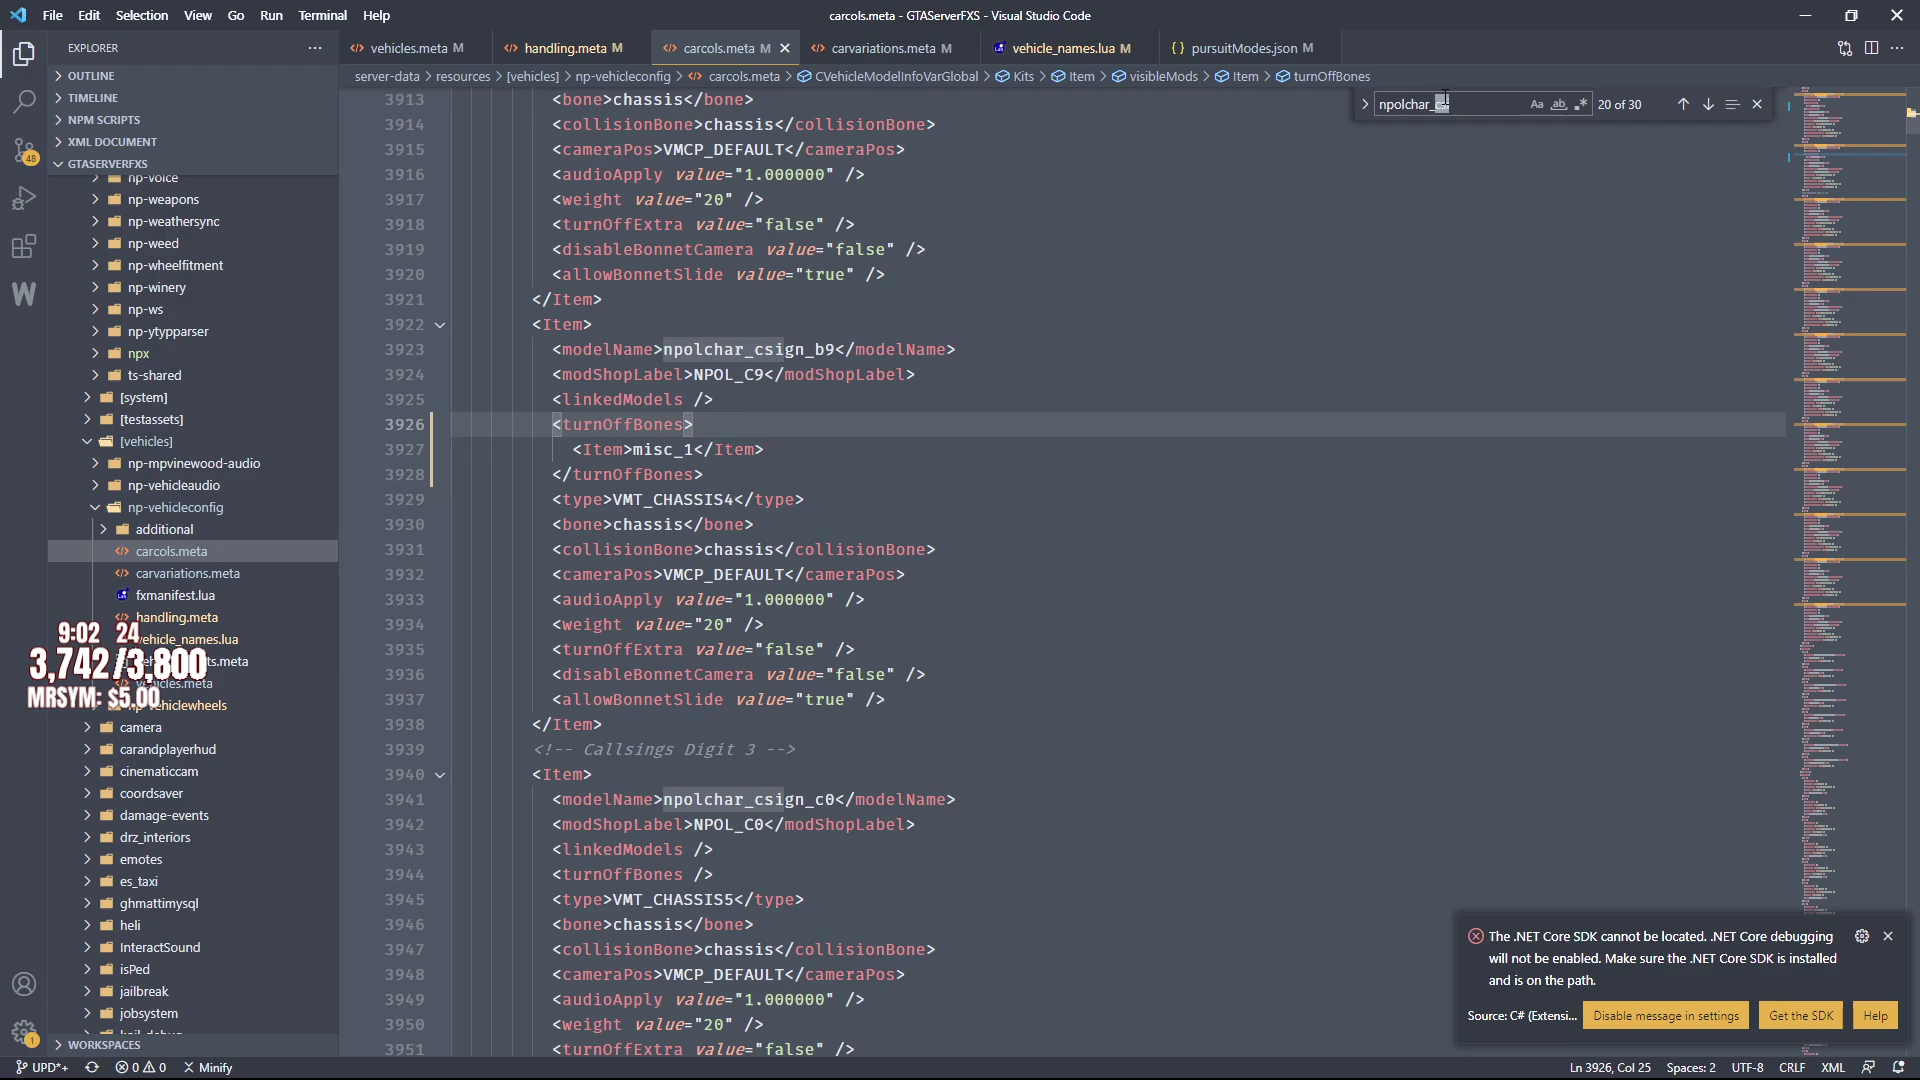 File Edit Selection View Go Run Terminal Help
carcols.meta - GTAServerFXS - Visual Studio Code
EXPLORER
vehicles.meta M
handling.meta M
carcols.meta M
carvariations.meta M
vehicle_names.lua M
pursuitModes.json M
server-data > resources > [vehicles] > np-vehicleconfig > carcols.meta > CVehicleModelInfoVarGlobal > Kits > Item > visibleMods > Item > turnOffBones
npolchar_cs
Aa ab 20 of 30
OUTLINE
TIMELINE
NPM SCRIPTS
XML DOCUMENT
GTASERVERFXS
np-voice
np-weapons
np-weathersync
np-weed
np-wheelfitment
np-winery
np-ws
np-ytypparser
npx
ts-shared
[system]
[testassets]
[vehicles]
np-mpvinewood-audio
np-vehicleaudio
np-vehicleconfig
additional
carcols.meta
carvariations.meta
fxmanifest.lua
handling.meta
vehicle_names.lua
ts.meta
vehicles.meta
np-vehiclewheels
camera
carandplayerhud
cinematiccam
coordsaver
damage-events
drz_interiors
emotes
es_taxi
ghmattimysql
heli
InteractSound
isPed
jailbreak
jobsystem
WORKSPACES
48
1
9:02 24
3,742/3,800
MRSYM: $5.00
3913 <bone>chassis</bone>
3914 <collisionBone>chassis</collisionBone>
3915 <cameraPos>VMCP_DEFAULT</cameraPos>
3916 <audioApply value="1.000000" />
3917 <weight value="20" />
3918 <turnOffExtra value="false" />
3919 <disableBonnetCamera value="false" />
3920 <allowBonnetSlide value="true" />
3921 </Item>
3922 <Item>
3923 <modelName>npolchar_csign_b9</modelName>
3924 <modShopLabel>NPOL_C9</modShopLabel>
3925 <linkedModels />
3926 <turnOffBones>
3927 <Item>misc_1</Item>
3928 </turnOffBones>
3929 <type>VMT_CHASSIS4</type>
3930 <bone>chassis</bone>
3931 <collisionBone>chassis</collisionBone>
3932 <cameraPos>VMCP_DEFAULT</cameraPos>
3933 <audioApply value="1.000000" />
3934 <weight value="20" />
3935 <turnOffExtra value="false" />
3936 <disableBonnetCamera value="false" />
3937 <allowBonnetSlide value="true" />
3938 </Item>
3939 <!-- Callsings Digit 3 -->
3940 <Item>
3941 <modelName>npolchar_csign_c0</modelName>
3942 <modShopLabel>NPOL_C0</modShopLabel>
3943 <linkedModels />
3944 <turnOffBones />
3945 <type>VMT_CHASSIS5</type>
3946 <bone>chassis</bone>
3947 <collisionBone>chassis</collisionBone>
3948 <cameraPos>VMCP_DEFAULT</cameraPos>
3949 <audioApply value="1.000000" />
3950 <weight value="20" />
3951 <turnOffExtra value="false" />
The .NET Core SDK cannot be located. .NET Core debugging
will not be enabled. Make sure the .NET Core SDK is installed
and is on the path.
Source: C# (Extensi...
Disable message in settings
Get the SDK
Help
UPD*+ 0 0 Minify
Ln 3926, Col 25 Spaces: 2 UTF-8 CRLF XML